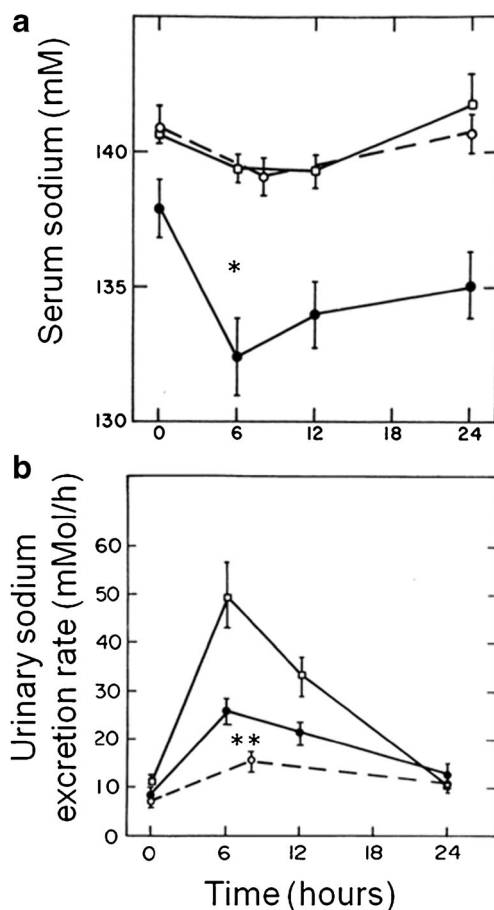 a
Serum sodium (mM)
140
135
130
*
0 6 12 18 24
b
Urinary sodium
excretion rate (mMol/h)
60
50
40
30
20
10
0
**
0 6 12 18 24
Time (hours)